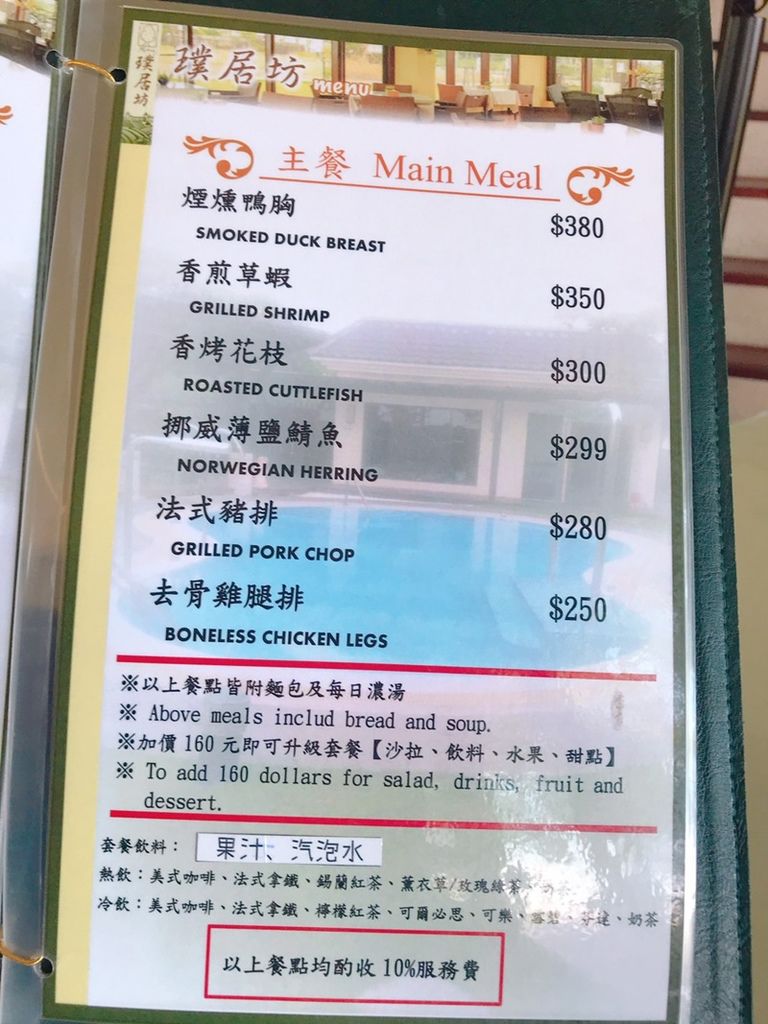 璞居坊
璞居坊 menu
主餐 Main Meal
煙燻鴨胸 $380
SMOKED DUCK BREAST
香煎草蝦 $350
GRILLED SHRIMP
香烤花枝 $300
ROASTED CUTTLEFISH
挪威薄鹽鯖魚 $299
NORWEGIAN HERRING
法式豬排 $280
GRILLED PORK CHOP
去骨雞腿排 $250
BONELESS CHICKEN LEGS
※以上餐點皆附麵包及每日濃湯
※ Above meals includ bread and soup.
※加價 160 元即可升級套餐【沙拉、飲料、水果、甜點】
※ To add 160 dollars for salad, drinks, fruit and
dessert.
套餐飲料： 果汁、汽泡水
熱飲：美式咖啡、法式拿鐵、錫蘭紅茶、薰衣草/玫瑰綠茶、奶茶
冷飲：美式咖啡、法式拿鐵、檸檬紅茶、可爾必思、可樂、雪碧、芬達、奶茶
以上餐點均酌收 10%服務費